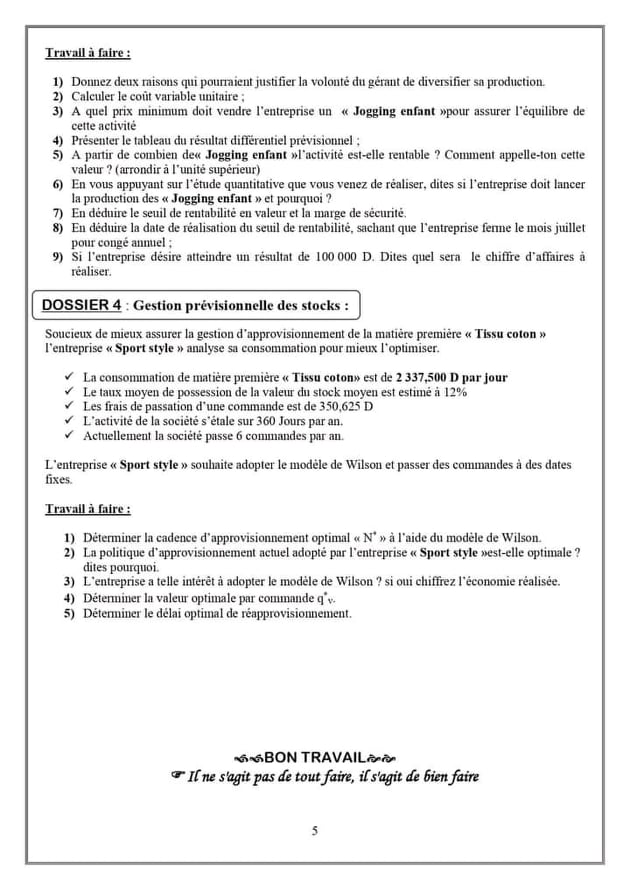 Travail à faire :
1) Donnez deux raisons qui pourraient justifier la volonté du gérant de diversifier sa production.
2) Calculer le coût variable unitaire ;
3) A quel prix minimum doit vendre l’entreprise un « Jogging enfant »pour assurer l’équilibre de
cette activité
4) Présenter le tableau du résultat différentiel prévisionnel ;
5) A partir de combien de« Jogging enfant »l’activité est-elle rentable ? Comment appelle-ton cette
valeur ? (arrondir à l’unité supérieur)
6) En vous appuyant sur l’étude quantitative que vous venez de réaliser, dites si l’entreprise doit lancer
la production des « Jogging enfant » et pourquoi ?
7) En déduire le seuil de rentabilité en valeur et la marge de sécurité.
8) En déduire la date de réalisation du seuil de rentabilité, sachant que l’entreprise ferme le mois juillet
pour congé annuel ;
9) Si l’entreprise désire atteindre un résultat de 100 000 D. Dites quel sera le chiffre d’affaires à
réaliser.
DOSSIER 4 : Gestion prévisionnelle des stocks :
Soucieux de mieux assurer la gestion d’approvisionnement de la matière première « Tissu coton »
l’entreprise « Sport style » analyse sa consommation pour mieux l’optimiser.
✓ La consommation de matière première « Tissu coton» est de 2 337,500 D par jour
✓ Le taux moyen de possession de la valeur du stock moyen est estimé à 12%
✓ Les frais de passation d’une commande est de 350,625 D
✓ L’activité de la société s’étale sur 360 Jours par an.
✓ Actuellement la société passe 6 commandes par an.
L’entreprise « Sport style » souhaite adopter le modèle de Wilson et passer des commandes à des dates
fixes.
Travail à faire :
1) Déterminer la cadence d’approvisionnement optimal « N* » à l’aide du modèle de Wilson.
2) La politique d’approvisionnement actuel adopté par l’entreprise « Sport style »est-elle optimale ?
dites pourquoi.
3) L’entreprise a telle intérêt à adopter le modèle de Wilson ? si oui chiffrez l’économie réalisée.
4) Déterminer la valeur optimale par commande q*v.
5) Déterminer le délai optimal de réapprovisionnement.
BON TRAVAIL
☞ Il ne s'agit pas de tout faire, il s'agit de bien faire
5